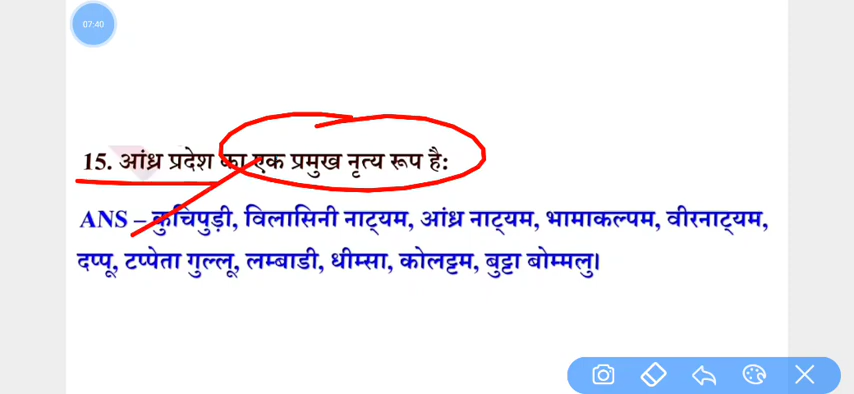 07:40
15. आंध्र प्रदेश का एक प्रमुख नृत्य रूप है:
ANS – कुचिपुड़ी, विलासिनी नाट्यम, आंध्र नाट्यम, भामाकल्पम, वीरनाट्यम,
दप्पू, टप्पेता गुल्लू, लम्बाडी, धीम्सा, कोलट्टम, बुट्टा बोम्मलु।